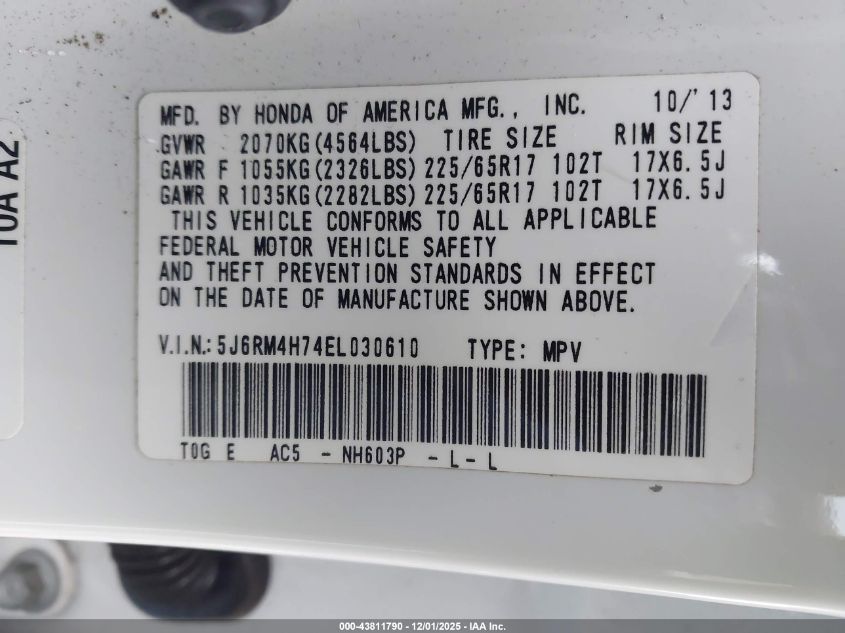 MFD. BY HONDA OF AMERICA MFG., INC. 10/'13
GVWR 2070KG(4564LBS) TIRE SIZE RIM SIZE
GAWR F 1055KG(2326LBS) 225/65R17 102T 17X6.5J
GAWR R 1035KG(2282LBS) 225/65R17 102T 17X6.5J
THIS VEHICLE CONFORMS TO ALL APPLICABLE
FEDERAL MOTOR VEHICLE SAFETY
AND THEFT PREVENTION STANDARDS IN EFFECT
ON THE DATE OF MANUFACTURE SHOWN ABOVE.
V.I.N.: 5J6RM4H74EL030610 TYPE: MPV
T0G E AC5 - NH603P - L - L
10A A2
000-43811790 - 12/01/2025 - IAA Inc.